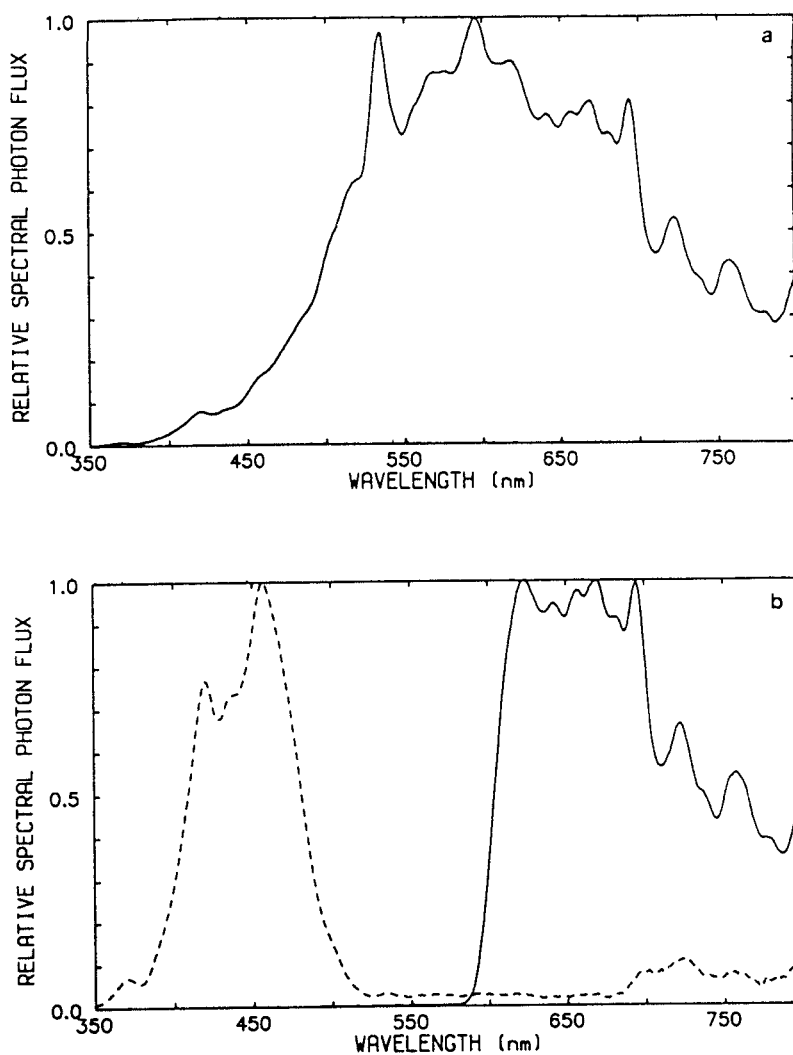 a
RELATIVE SPECTRAL PHOTON FLUX
1.0
0.5
0.0
350 450 550 650 750
WAVELENGTH (nm)
b
RELATIVE SPECTRAL PHOTON FLUX
1.0
0.5
0.0
350 450 550 650 750
WAVELENGTH (nm)